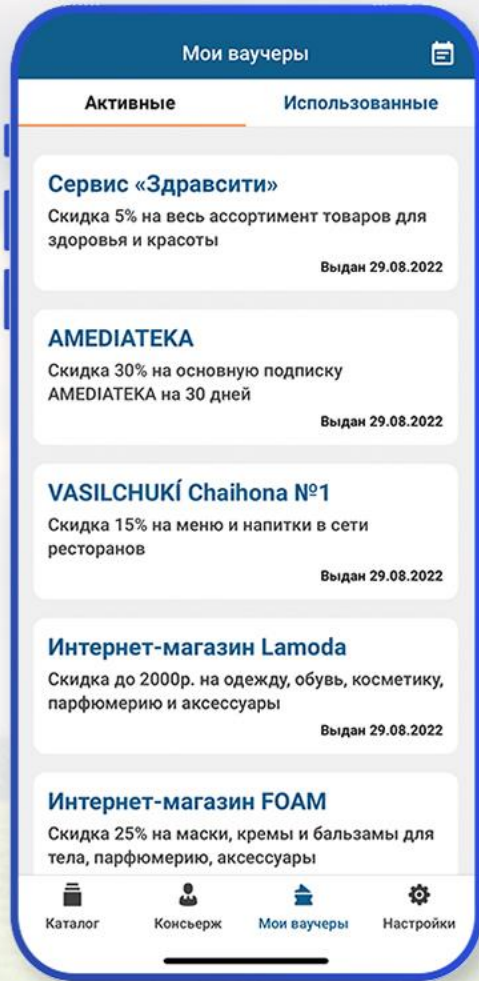 Мои ваучеры
Активные
Использованные
Сервис «Здравсити»
Скидка 5% на весь ассортимент товаров для
здоровья и красоты
Выдан 29.08.2022
AMEDIATEKA
Скидка 30% на основную подписку
AMEDIATEKA на 30 дней
Выдан 29.08.2022
VASILCHUKÍ Chaihona №1
Скидка 15% на меню и напитки в сети
ресторанов
Выдан 29.08.2022
Интернет-магазин Lamoda
Скидка до 2000р. на одежду, обувь, косметику,
парфюмерию и аксессуары
Выдан 29.08.2022
Интернет-магазин FOAM
Скидка 25% на маски, кремы и бальзамы для
тела, парфюмерию, аксессуары
Каталог
Консьерж
Мои ваучеры
Настройки